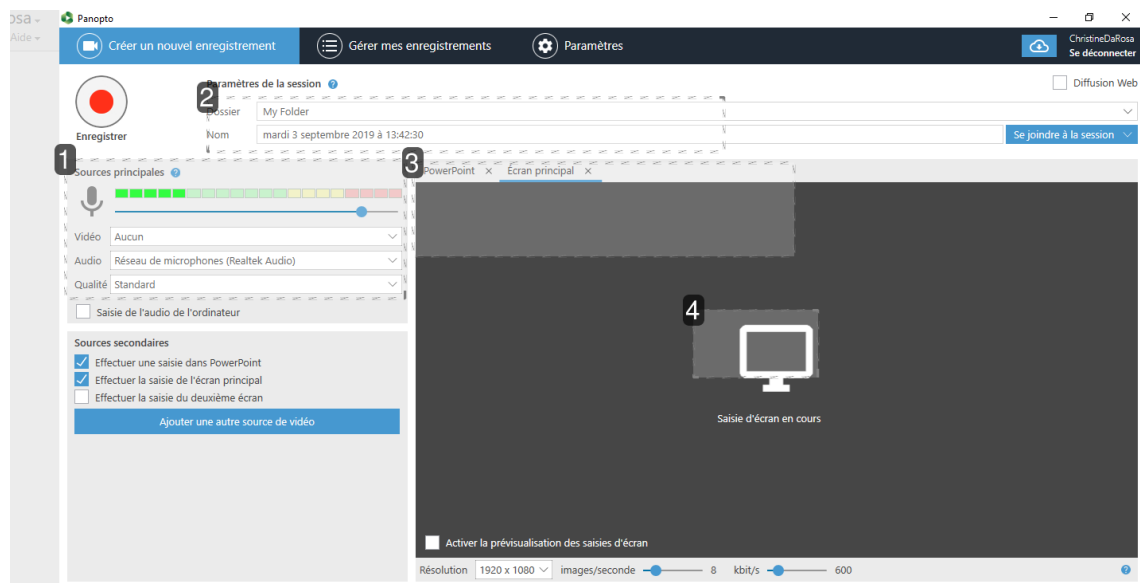 osa
Aide
Panopto
Créer un nouvel enregistrement
Gérer mes enregistrements
Paramètres
ChristineDaRosa
Se déconnecter
Enregistrer
Paramètres de la session ?
2
Dossier My Folder
Nom mardi 3 septembre 2019 à 13:42:30
Diffusion Web
Se joindre à la session
1
Sources principales ?
Vidéo Aucun
Audio Réseau de microphones (Realtek Audio)
Qualité Standard
Saisie de l'audio de l'ordinateur
Sources secondaires
Effectuer une saisie dans PowerPoint
Effectuer la saisie de l'écran principal
Effectuer la saisie du deuxième écran
Ajouter une autre source de vidéo
3
PowerPoint × Écran principal ×
4
Saisie d'écran en cours
Activer la prévisualisation des saisies d'écran
Résolution 1920 x 1080 images/seconde 8 kbit/s 600 ?